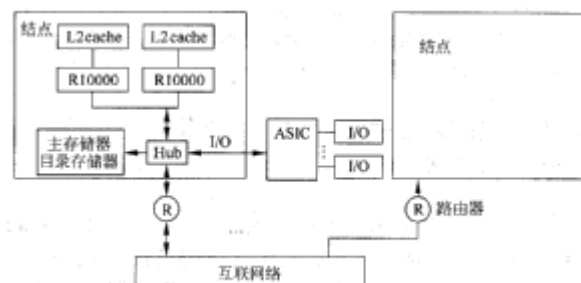 结点
L2cache
L2cache
R10000
R10000
主存储器
目录存储器
Hub
I/O
ASIC
I/O
I/O
结点
R
R
路由器
互联网络